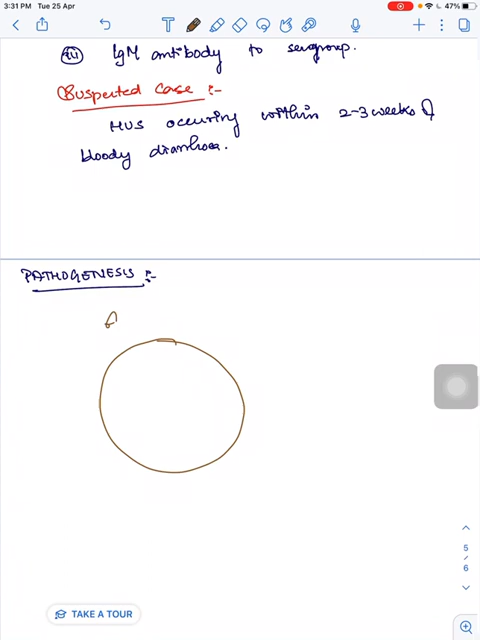 3:31 PM Tue 25 Apr
47%
IgM antibody to serogroup.
Suspected Case :-
HUS occuring within 2-3 weeks of
bloody diarrhoea.
PATHOGENESIS :-
5
/
6
TAKE A TOUR